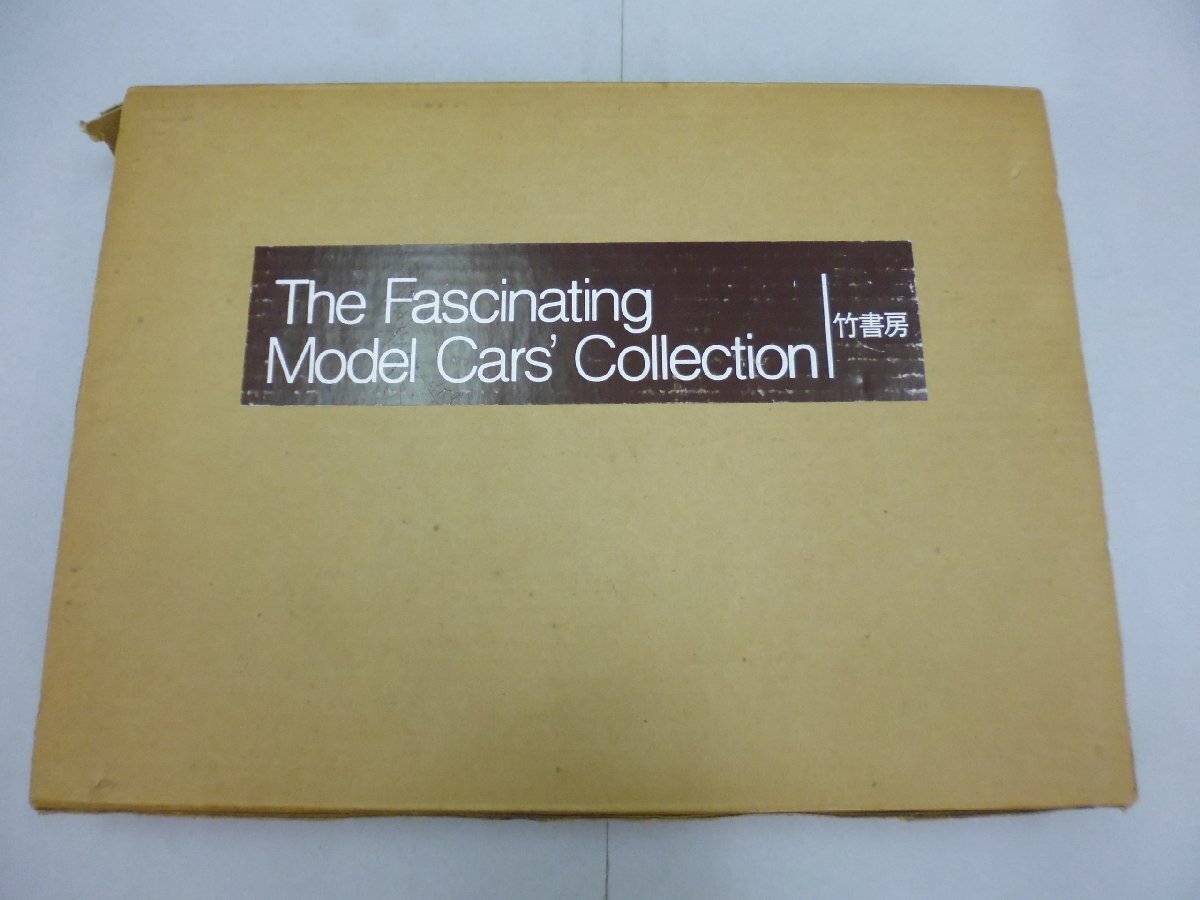 The Fascinating
Model Cars' Collection
竹書房